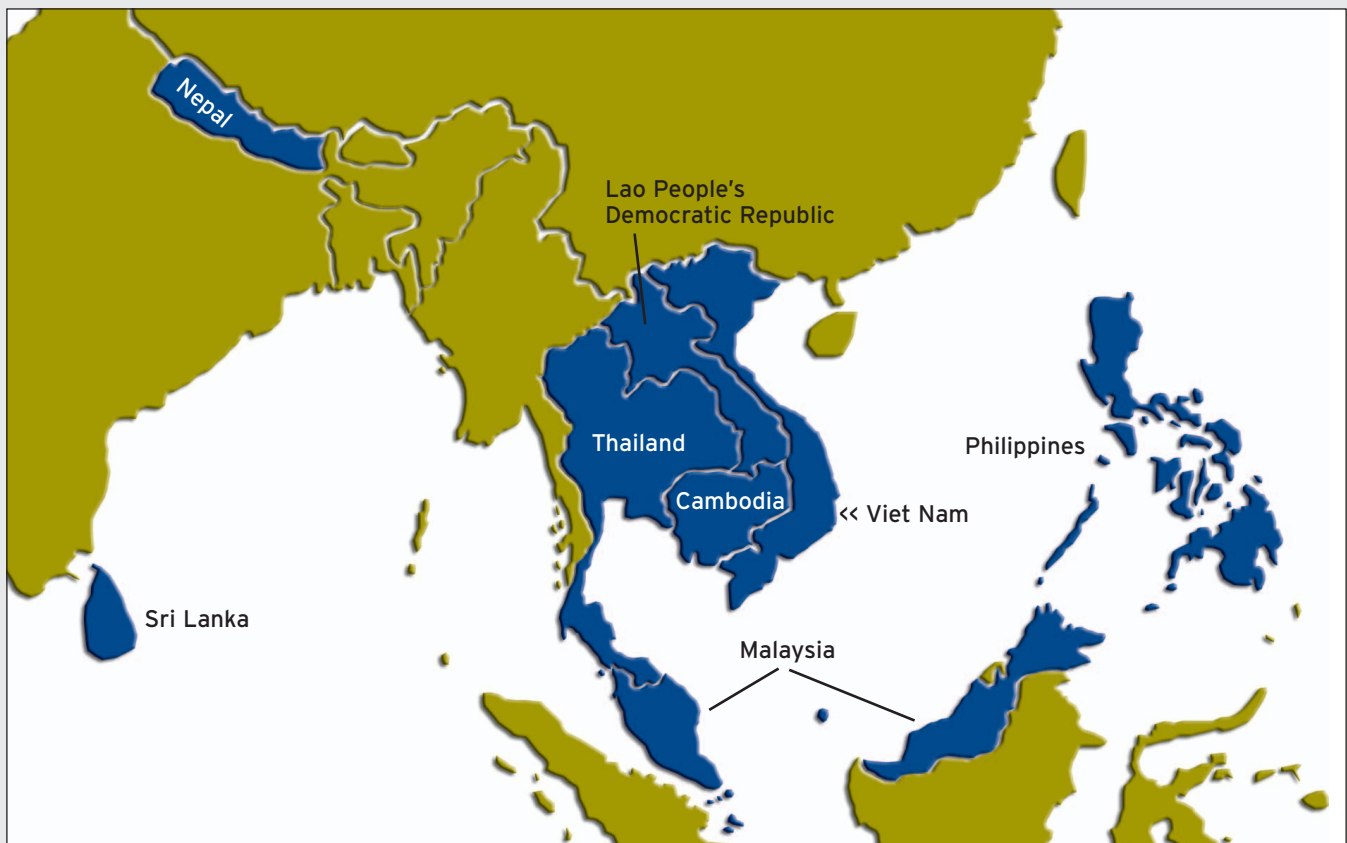 Nepal
Lao People's
Democratic Republic
Thailand
Philippines
Cambodia
<< Viet Nam
Sri Lanka
Malaysia